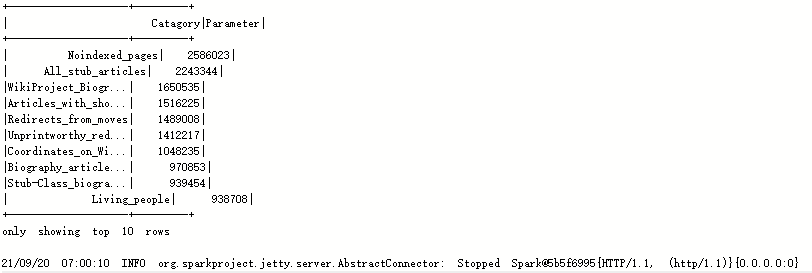 +--------------------+---------+
|                    Catagory|Parameter|
+--------------------+---------+
|       Noindexed_pages|  2586023|
|   All_stub_articles|  2243344|
|WikiProject_Biogr...|  1650535|
|Articles_with_sho...|  1516225|
|Redirects_from_moves|  1489008|
|Unprintworthy_red...|  1412217|
|Coordinates_on_Wi...|  1048235|
|Biography_article...|   970853|
|Stub-Class_biogra...|   939454|
|           Living_people|   938708|
+--------------------+---------+
only showing top 10 rows
21/09/20 07:00:10 INFO org.sparkproject.jetty.server.AbstractConnector: Stopped Spark@5b5f6995{HTTP/1.1, (http/1.1)}{0.0.0.0:0}